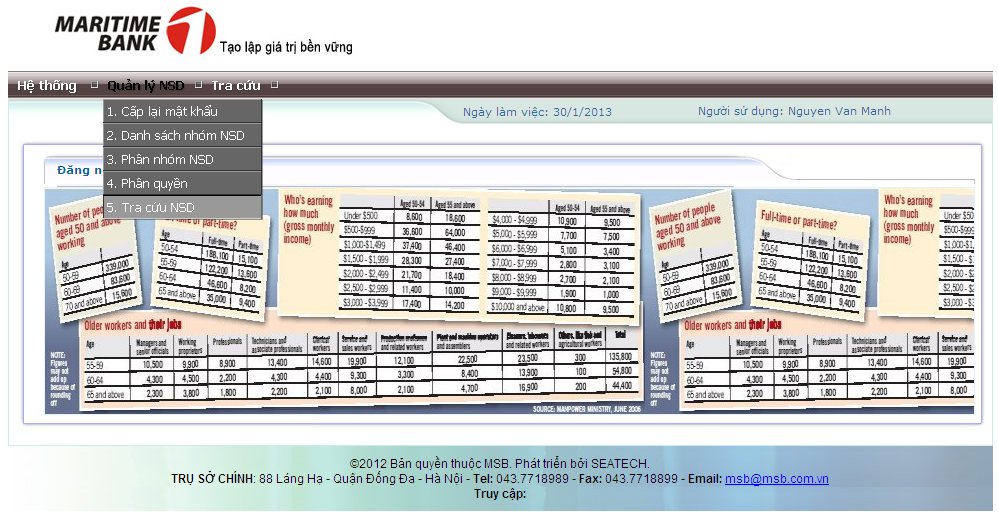 MARITIME
BANK
Tạo lập giá trị bền vững
Hệ thống Quản lý NSD Tra cứu
1. Cấp lại mật khẩu
2. Danh sách nhóm NSD
3. Phân nhóm NSD
4. Phân quyền
5. Tra cứu NSD
Ngày làm việc: 30/1/2013 Người sử dụng: Nguyen Van Manh
Đăng n
Number of peo
aged 50 and above
working
Age
50-59 339,000
60-69 83,600
70 and above 15,600
time or part-time?
Age Full-time Part-time
50-54 188,100 15,100
55-59 122,200 13,600
60-64 46,600 8,200
65 and above 35,000 9,400
Who's earning
how much
(gross monthly
income)
Aged 50-54 Aged 55 and above
Under $500 8,600 18,600
$500-$999 36,600 64,000
$1,000-$1,499 37,400 46,400
$1,500 - $1,999 28,300 27,400
$2,000 - $2,499 21,700 18,400
$2,500 - $2,999 11,400 10,000
$3,000 - $3,999 17,400 14,200
Aged 50-54 Aged 55 and above
$4,000 - $4,999 10,900 9,500
$5,000 - $5,999 7,700 7,500
$6,000 - $6,999 5,100 3,400
$7,000 - $7,999 2,800 3,100
$8,000 - $8,999 2,700 2,100
$9,000 - $9,999 1,900 1,000
$10,000 and above 10,800 9,500
Number of people
aged 50 and above
working
Age
50-59 339,000
60-69 83,600
70 and above 15,600
Full-time or part-time?
Age Full-time Part-time
50-54 188,100 15,100
55-59 122,200 13,600
60-64 46,600 8,200
65 and above 35,000 9,400
Who's earning
how much
(gross monthly
income)
Under $5
$500-$99
$1,000-$1
$1,500 - $
$2,000 - $
$2,500 - $
$3,000 - $
Older workers and their jobs
Age Managers and senior officials Working proprietors Professionals Technicians and associate professionals Clerical workers Service and sales workers Production craftsmen and related workers Plant and machine operators and assemblers Cleaners, labourers and related workers Others, like fish and agricultural workers Total
55-59 10,500 9,900 8,900 13,400 14,600 19,900 12,100 22,500 23,500 300 135,800
60-64 4,300 4,500 2,200 4,300 4,400 9,300 3,300 8,400 13,900 100 54,800
65 and above 2,300 3,800 1,800 2,200 2,100 8,000 2,100 4,700 16,900 200 44,400
NOTE:
Figures
may not
add up
because of
rounding
off
SOURCE: MANPOWER MINISTRY, JUNE 2006
Older workers and their jobs
Age Managers and senior officials Working proprietors Professionals Technicians and associate professionals Clerical workers Service and sales work
55-59 10,500 9,900 8,900 13,400 14,600 19,900
60-64 4,300 4,500 2,200 4,300 4,400 9,300
65 and above 2,300 3,800 1,800 2,200 2,100 8,00
NOTE:
Figures
may not
add up
because of
rounding
off
©2012 Bản quyền thuộc MSB. Phát triển bởi SEATECH.
TRỤ SỞ CHÍNH: 88 Láng Hạ - Quận Đống Đa - Hà Nội - Tel: 043.7718989 - Fax: 043.7718899 - Email: msb@msb.com.vn
Truy cập: